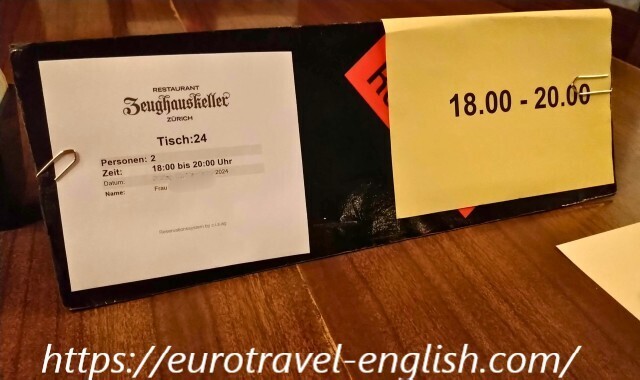 RESTAURANT
Zeughauskeller
ZÜRICH
Tisch:24
Personen: 2
Zeit: 18:00 bis 20:00 Uhr
Datum: 2024
Name: Frau
18.00 - 20.00
https://eurotravel-english.com/